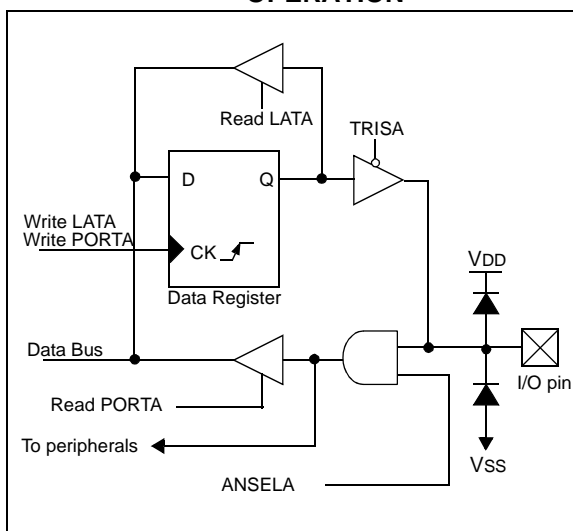 OPERATION
Read LATA
TRISA
D
Q
Write LATA
Write PORTA
CK
VDD
Data Register
Data Bus
I/O pin
Read PORTA
To peripherals
VSS
ANSELA